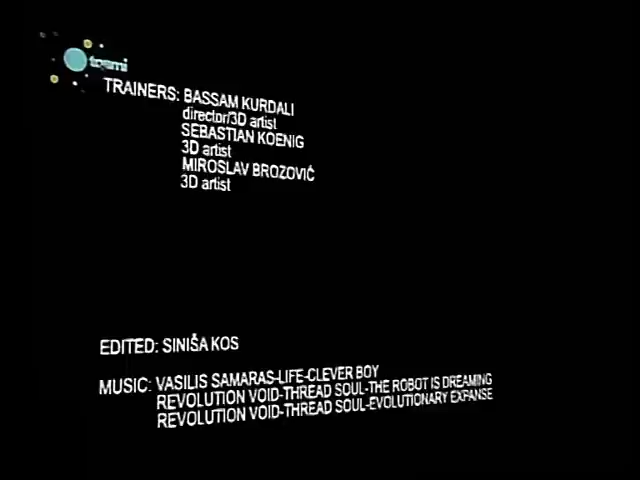 TRAINERS: BASSAM KURDALI
director/3D artist
SEBASTIAN KOENIG
3D artist
MIROSLAV BROZOVIĆ
3D artist
EDITED: SINIŠA KOS
MUSIC: VASILIS SAMARAS-LIFE-CLEVER BOY
REVOLUTION VOID-THREAD SOUL-THE ROBOT IS DREAMING
REVOLUTION VOID-THREAD SOUL-EVOLUTIONARY EXPANSE